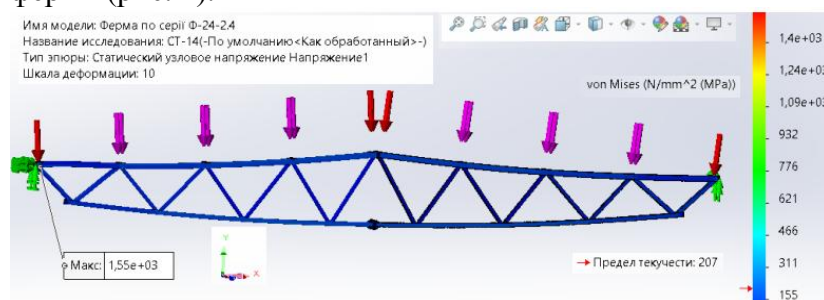 Имя модели: Ферма по серії Ф-24-2.4
Название исследования: СТ-14(-По умолчанию<Как обработанный>-)
Тип эпюры: Статический узловое напряжение Напряжение1
Шкала деформации: 10
von Mises (N/mm^2 (MPa))
1,4e+03
1,24e+03
1,09e+03
932
776
621
466
311
155
Макс: 1,55e+03
Y
X
Предел текучести: 207